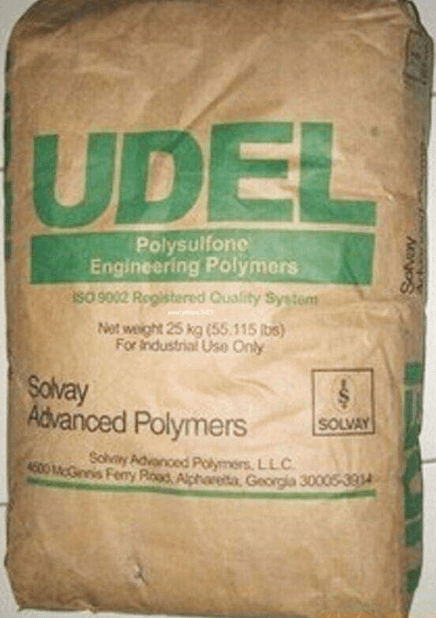 UDEL
Polysulfone
Engineering Polymers
ISO 9002 Registered Quality System
Net weight 25 kg (55.115 lbs)
For Industrial Use Only
Solvay
Advanced Polymers
SOLVAY
Solvay Advanced Polymers, L.L.C.
4500 McGinnis Ferry Road, Alpharetta, Georgia 30005-3914
Solvay
UDEL